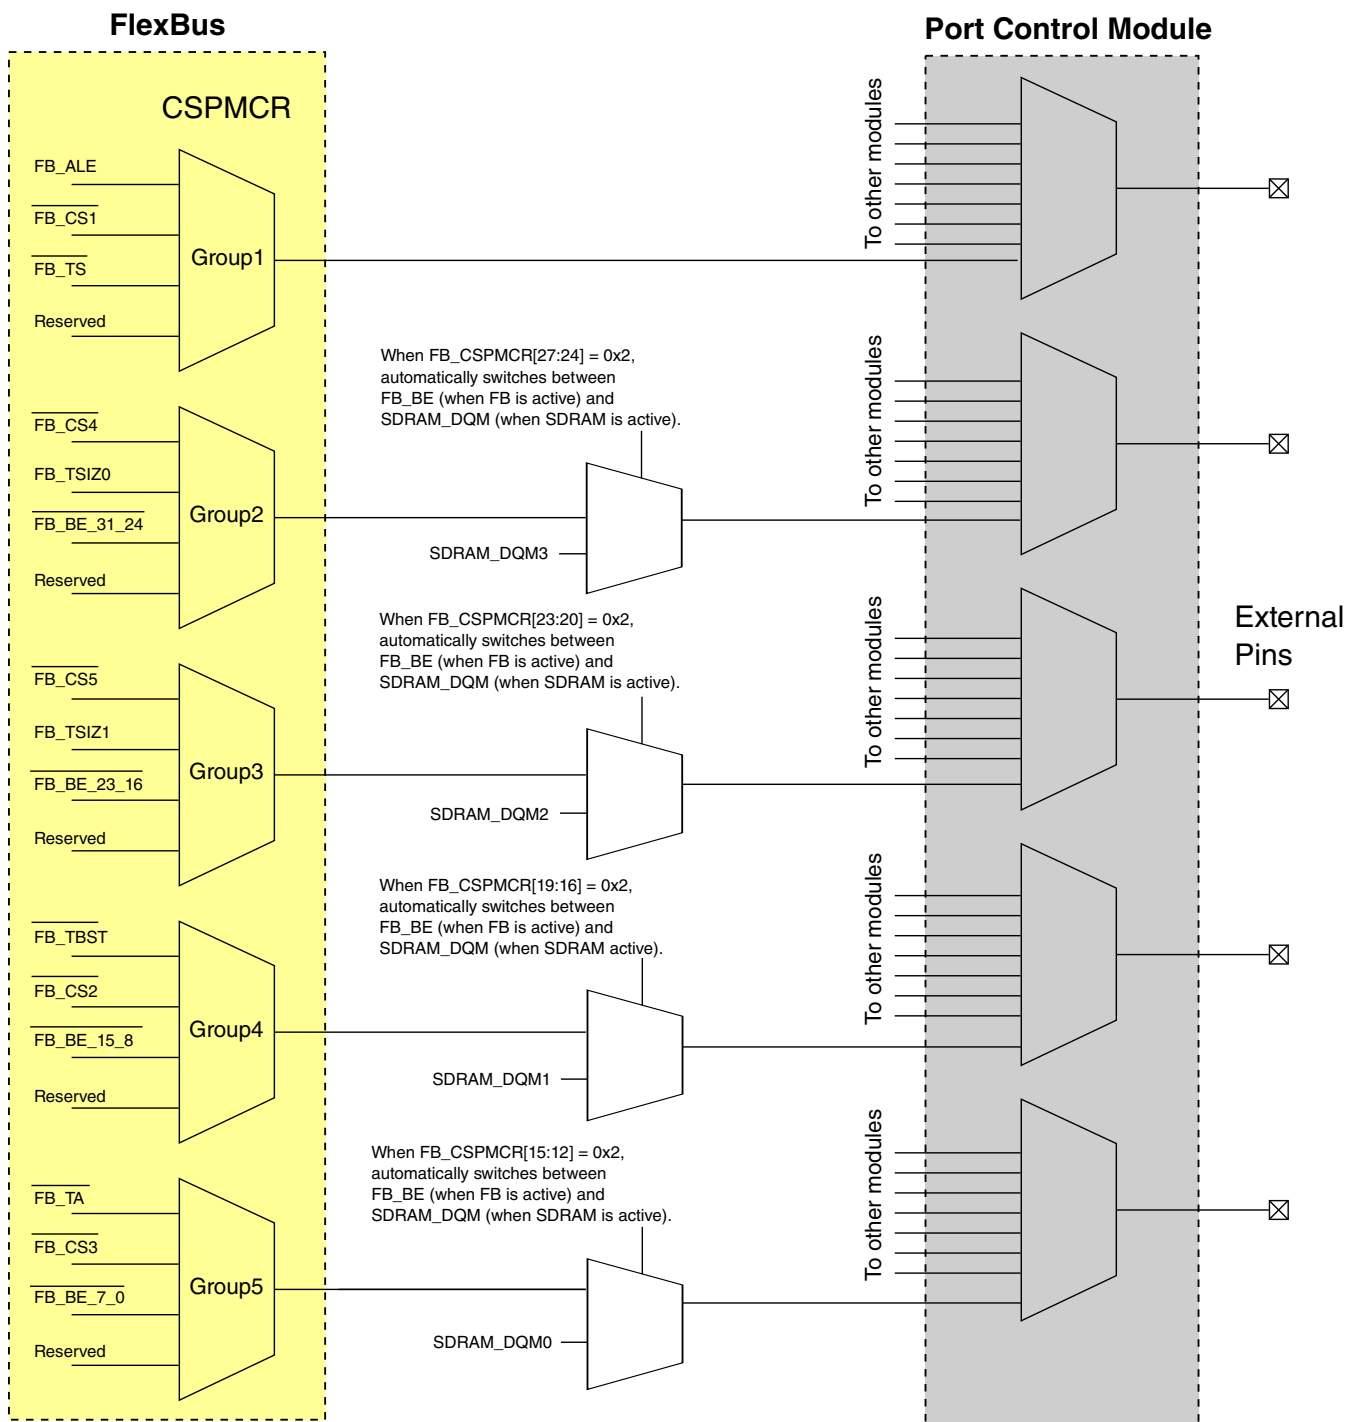 FlexBus
Port Control Module
CSPMCR
FB_ALE
FB_CS1
FB_TS
Reserved
Group1
To other modules
When FB_CSPMCR[27:24] = 0x2,
automatically switches between
FB_BE (when FB is active) and
SDRAM_DQM (when SDRAM is active).
FB_CS4
FB_TSIZ0
FB_BE_31_24
Reserved
Group2
SDRAM_DQM3
To other modules
When FB_CSPMCR[23:20] = 0x2,
automatically switches between
FB_BE (when FB is active) and
SDRAM_DQM (when SDRAM is active).
FB_CS5
FB_TSIZ1
FB_BE_23_16
Reserved
Group3
SDRAM_DQM2
To other modules
External
Pins
When FB_CSPMCR[19:16] = 0x2,
automatically switches between
FB_BE (when FB is active) and
SDRAM_DQM (when SDRAM active).
FB_TBST
FB_CS2
FB_BE_15_8
Reserved
Group4
SDRAM_DQM1
To other modules
When FB_CSPMCR[15:12] = 0x2,
automatically switches between
FB_BE (when FB is active) and
SDRAM_DQM (when SDRAM is active).
FB_TA
FB_CS3
FB_BE_7_0
Reserved
Group5
SDRAM_DQM0
To other modules